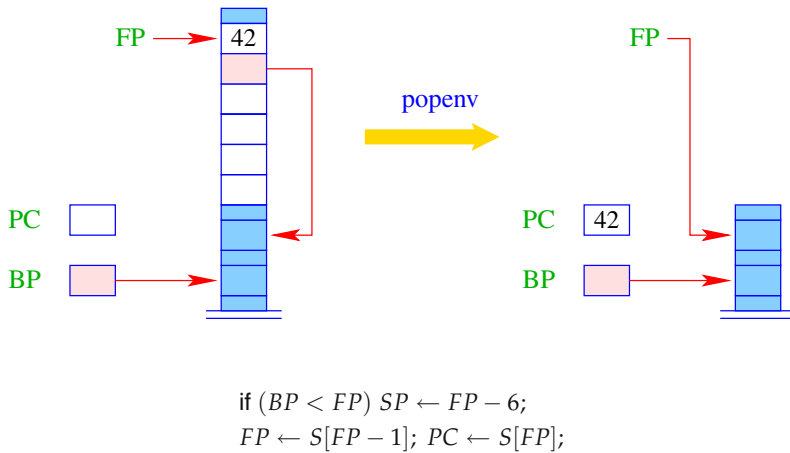 FP 42 FP
popenv
PC PC 42
BP BP
if (BP < FP) SP ← FP − 6;
FP ← S[FP − 1]; PC ← S[FP];